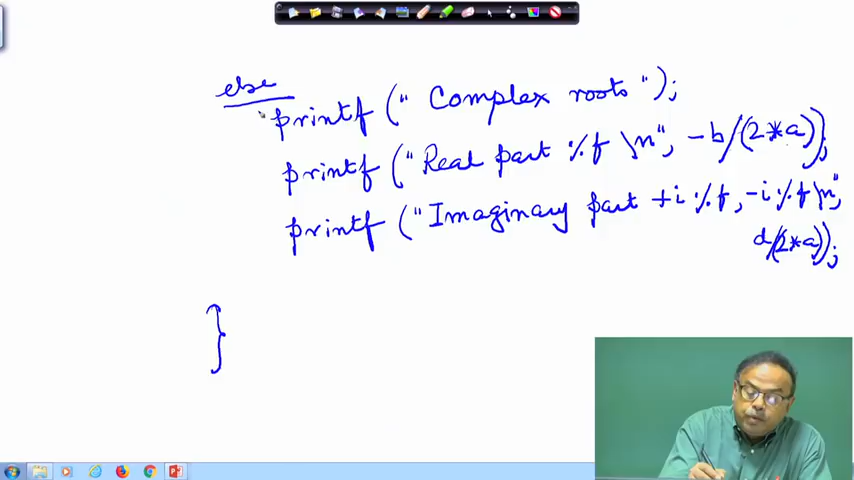 else
printf (" Complex roots ");
printf ("Real part %f \n", -b/(2*a));
printf ("Imaginary part +i %f, -i %f \n",
d/(2*a));
}